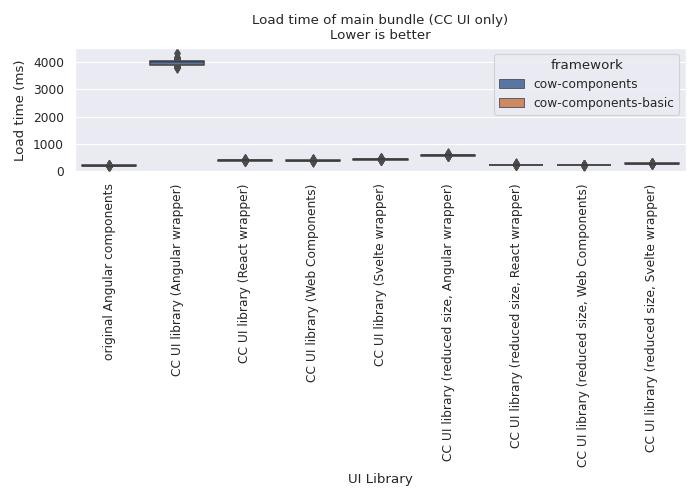 Load time of main bundle (CC UI only)
Lower is better
Load time (ms)
4000
3000
2000
1000
0
framework
cow-components
cow-components-basic
original Angular components
CC UI library (Angular wrapper)
CC UI library (React wrapper)
CC UI library (Web Components)
CC UI library (Svelte wrapper)
CC UI library (reduced size, Angular wrapper)
CC UI library (reduced size, React wrapper)
CC UI library (reduced size, Web Components)
CC UI library (reduced size, Svelte wrapper)
UI Library